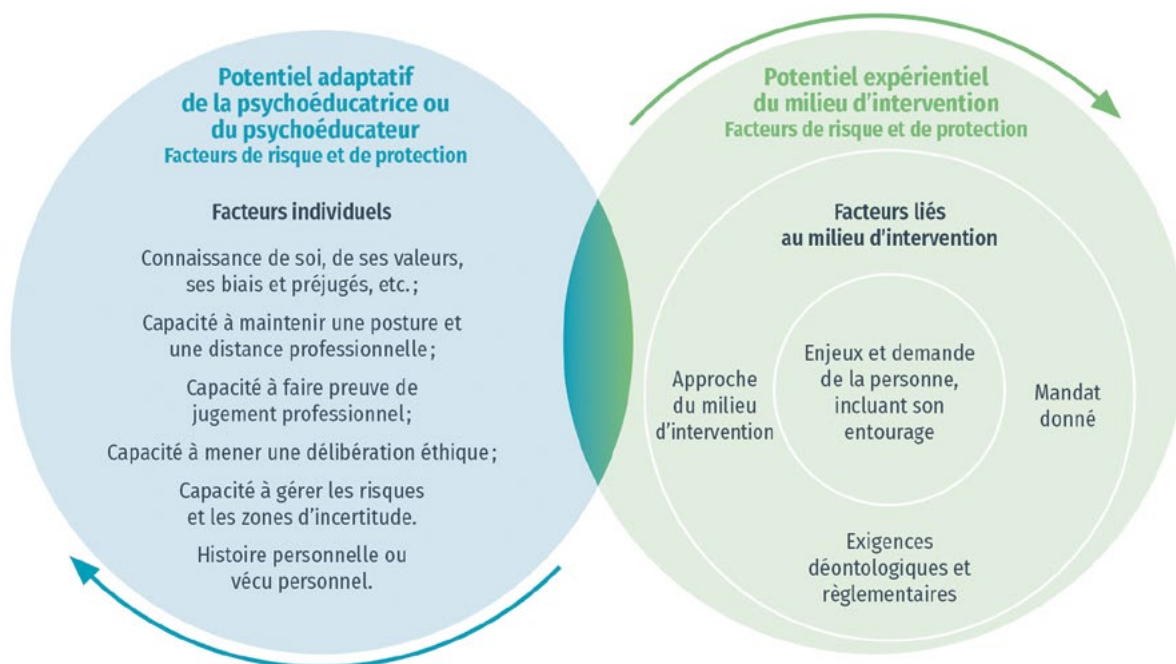 Potentiel adaptatif
de la psychoéducatrice ou
du psychoéducateur
Facteurs de risque et de protection
Facteurs individuels
Connaissance de soi, de ses valeurs,
ses biais et préjugés, etc. ;
Capacité à maintenir une posture et
une distance professionnelle ;
Capacité à faire preuve de
jugement professionnel;
Capacité à mener une délibération éthique ;
Capacité à gérer les risques
et les zones d'incertitude.
Histoire personnelle ou
vécu personnel.
Potentiel expérientiel
du milieu d'intervention
Facteurs de risque et de protection
Facteurs liés
au milieu d'intervention
Approche
du milieu
d'intervention
Enjeux et demande
de la personne,
incluant son
entourage
Mandat
donné
Exigences
déontologiques et
règlementaires